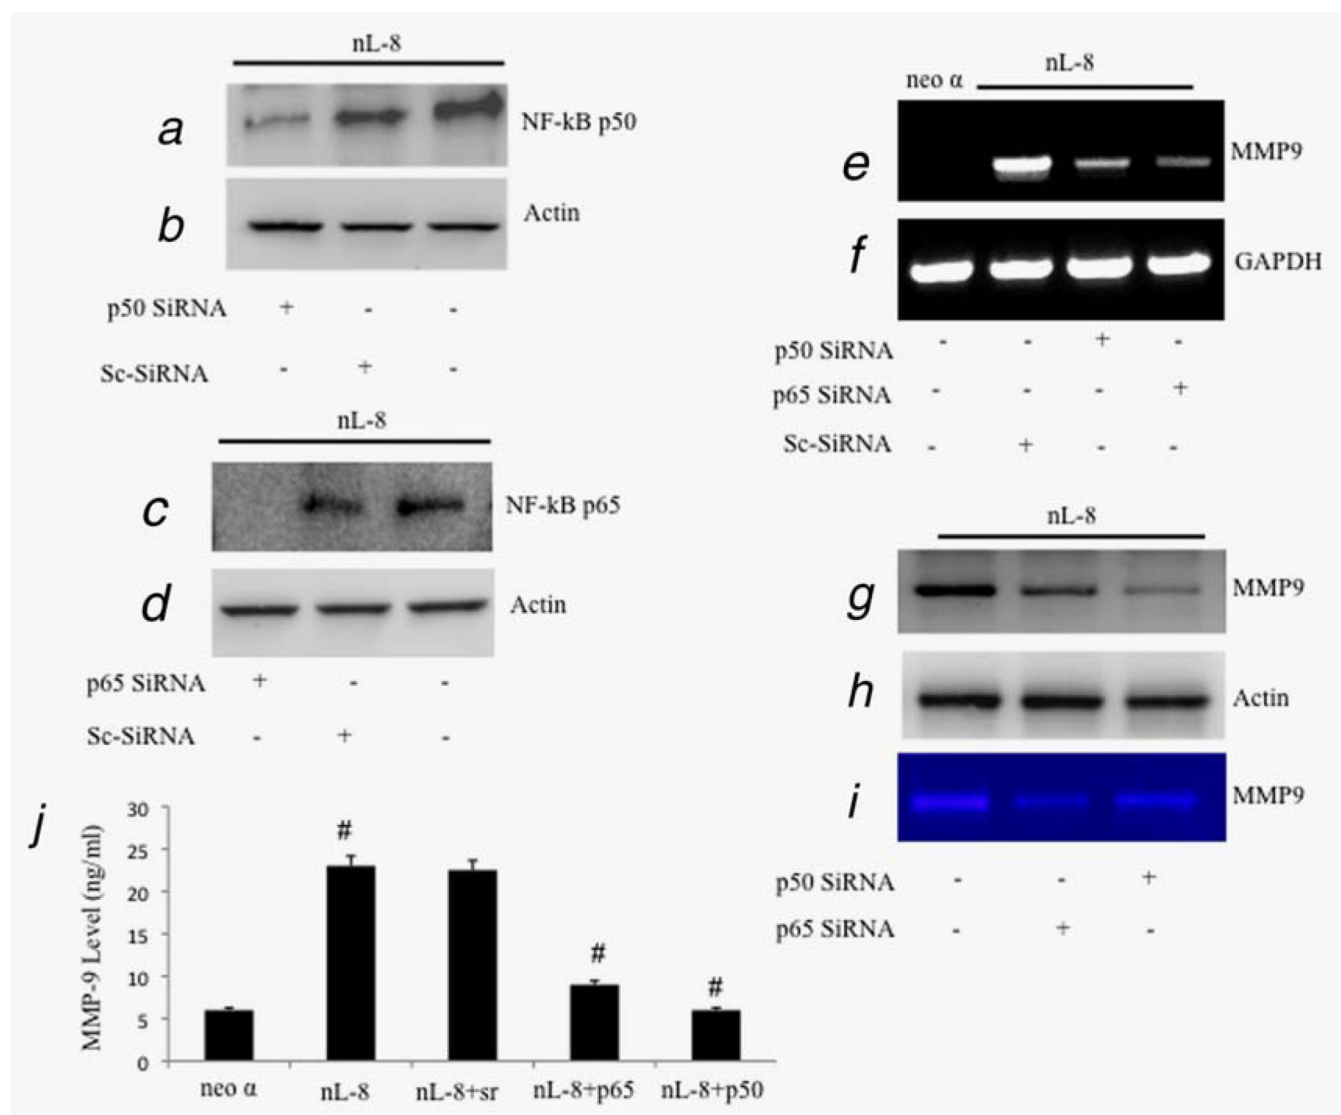 nL-8
a
NF-kB p50
b
Actin
p50 SiRNA + - -
Sc-SiRNA - + -
nL-8
c
NF-kB p65
d
Actin
p65 SiRNA + - -
Sc-SiRNA - + -
neo α
nL-8
e
MMP9
f
GAPDH
p50 SiRNA - - + -
p65 SiRNA - - - +
Sc-SiRNA - + - -
nL-8
g
MMP9
h
Actin
i
MMP9
p50 SiRNA - - +
p65 SiRNA - + -
j
MMP-9 Level (ng/ml)
30
25
20
15
10
5
0
#
#
#
neo α nL-8 nL-8+sr nL-8+p65 nL-8+p50